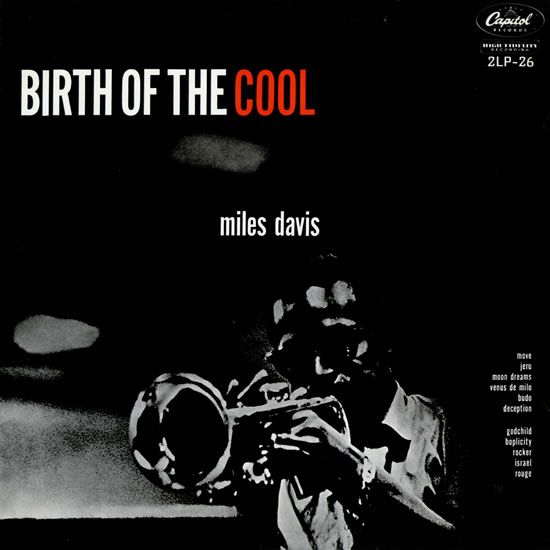 Capitol
RECORDS
HIGH FIDELITY
RECORDING
2LP-26
BIRTH OF THE COOL
miles davis
move
jeru
moon dreams
venus de milo
budo
deception
godchild
boplicity
rocker
israel
rouge